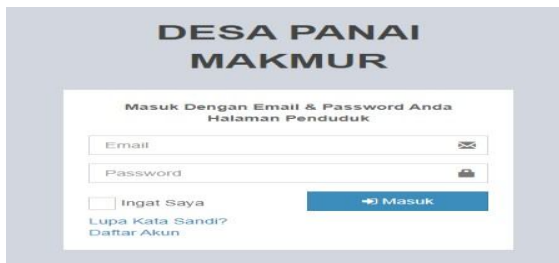 DESA PANAI
MAKMUR
Masuk Dengan Email & Password Anda
Halaman Penduduk
Email
Password
Ingat Saya
Masuk
Lupa Kata Sandi?
Daftar Akun